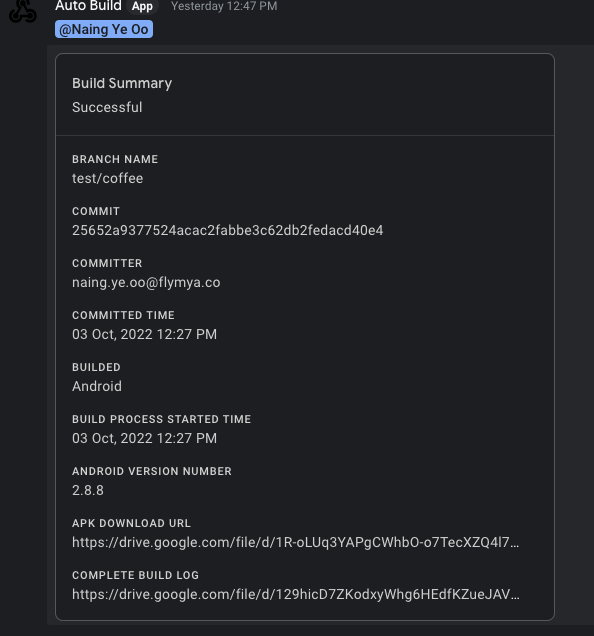 Auto Build App Yesterday 12:47 PM
@Naing Ye Oo
Build Summary
Successful
BRANCH NAME
test/coffee
COMMIT
25652a9377524acac2fabbe3c62db2fedacd40e4
COMMITTER
naing.ye.oo@flymya.co
COMMITTED TIME
03 Oct, 2022 12:27 PM
BUILDED
Android
BUILD PROCESS STARTED TIME
03 Oct, 2022 12:27 PM
ANDROID VERSION NUMBER
2.8.8
APK DOWNLOAD URL
https://drive.google.com/file/d/1R-oLUq3YAPgCWhbO-o7TecXZQ4l7…
COMPLETE BUILD LOG
https://drive.google.com/file/d/129hicD7ZKodxyWhg6HEdfKZueJAV…